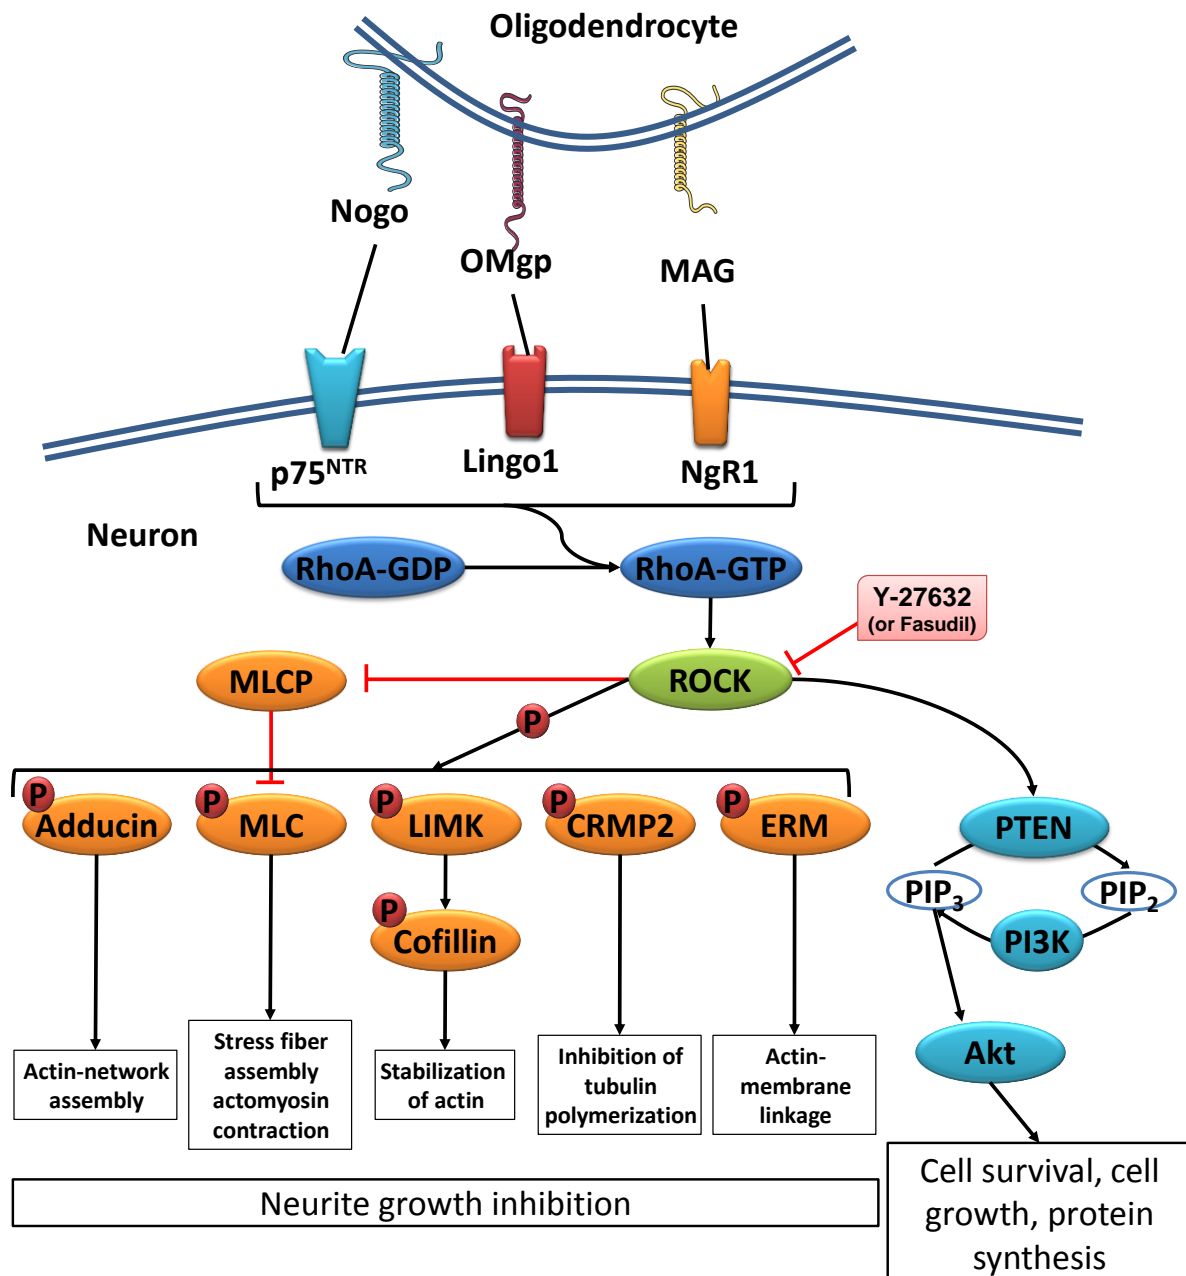 Oligodendrocyte
Nogo
OMgp
MAG
p75NTR
Lingo1
NgR1
Neuron
RhoA-GDP
RhoA-GTP
Y-27632
(or Fasudil)
MLCP
ROCK
P
P
Adducin
P
MLC
P
LIMK
P
CRMP2
P
ERM
PTEN
PIP3
PIP2
P
Cofillin
PI3K
Akt
Actin-network
assembly
Stress fiber
assembly
actomyosin
contraction
Stabilization
of actin
Inhibition of
tubulin
polymerization
Actin-
membrane
linkage
Neurite growth inhibition
Cell survival, cell
growth, protein
synthesis